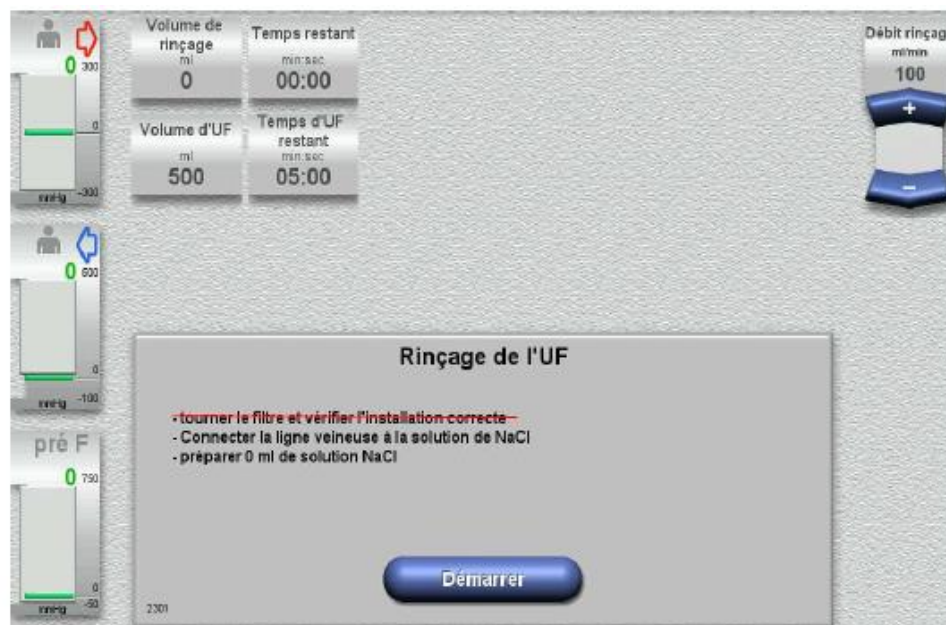 0
300
0
-300
mmHg
0
600
0
-100
mmHg
pré F
0
750
0
-50
mmHg
Volume de
rinçage
ml
0
Temps restant
min:sec
00:00
Volume d'UF
ml
500
Temps d'UF
restant
min:sec
05:00
Débit rinçag
ml/min
100
+
−
Rinçage de l'UF
- tourner le filtre et vérifier l'installation correcte
- Connecter la ligne veineuse à la solution de NaCl
- préparer 0 ml de solution NaCl
Démarrer
2301